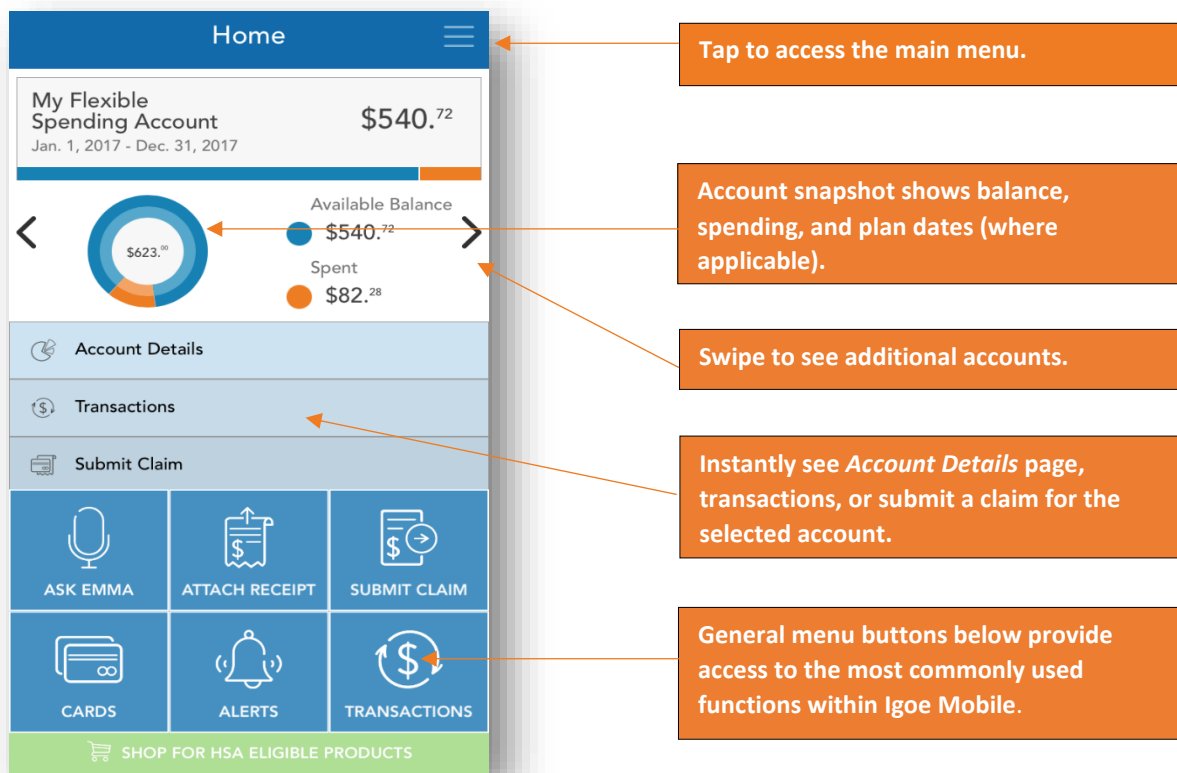 Home
My Flexible
Spending Account
$540.72
Jan. 1, 2017 - Dec. 31, 2017
Available Balance
$540.72
$623.00
Spent
$82.28
Account Details
Transactions
Submit Claim
ASK EMMA
ATTACH RECEIPT
SUBMIT CLAIM
CARDS
ALERTS
TRANSACTIONS
SHOP FOR HSA ELIGIBLE PRODUCTS
Tap to access the main menu.
Account snapshot shows balance,
spending, and plan dates (where
applicable).
Swipe to see additional accounts.
Instantly see Account Details page,
transactions, or submit a claim for the
selected account.
General menu buttons below provide
access to the most commonly used
functions within Igoe Mobile.